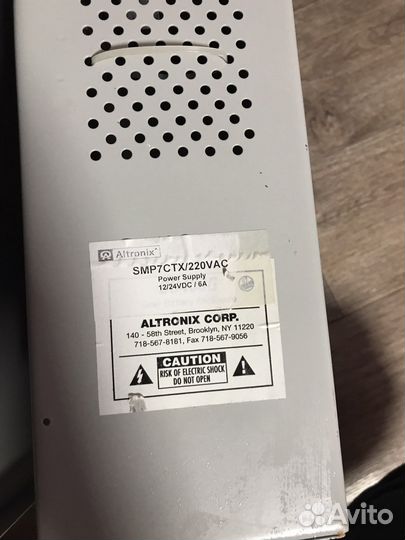 Altronix
SMP7CTX/220VAC
Power Supply
12/24VDC / 6A
ALTRONIX CORP.
140 - 58th Street, Brooklyn, NY 11220
718-567-8181, Fax 718-567-9056
CAUTION
RISK OF ELECTRIC SHOCK
DO NOT OPEN
Avito